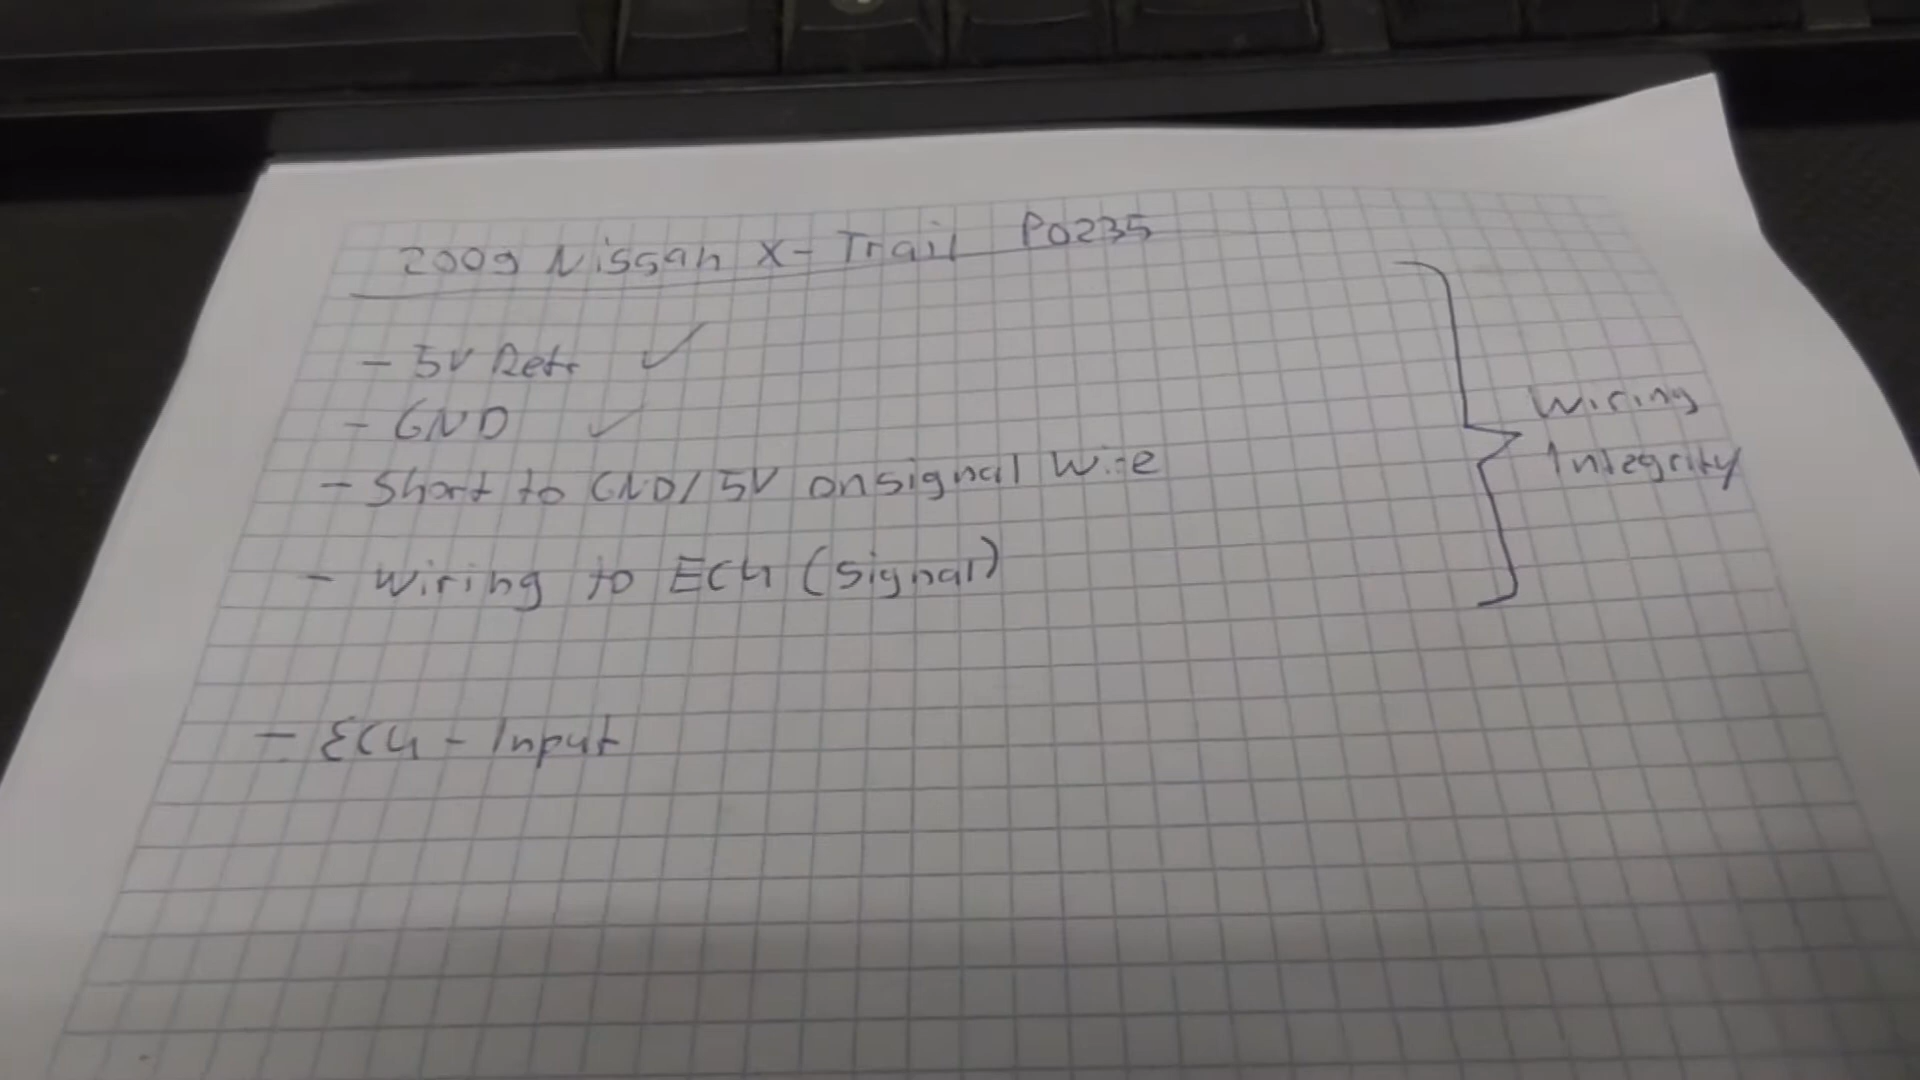 2009 Nissan X-Trail P0235
- 5V Refr ✓
- GND ✓
- Short to GND/5V on signal wire
- Wiring to ECU (signal)
Wiring
Integrity
- ECU - Input